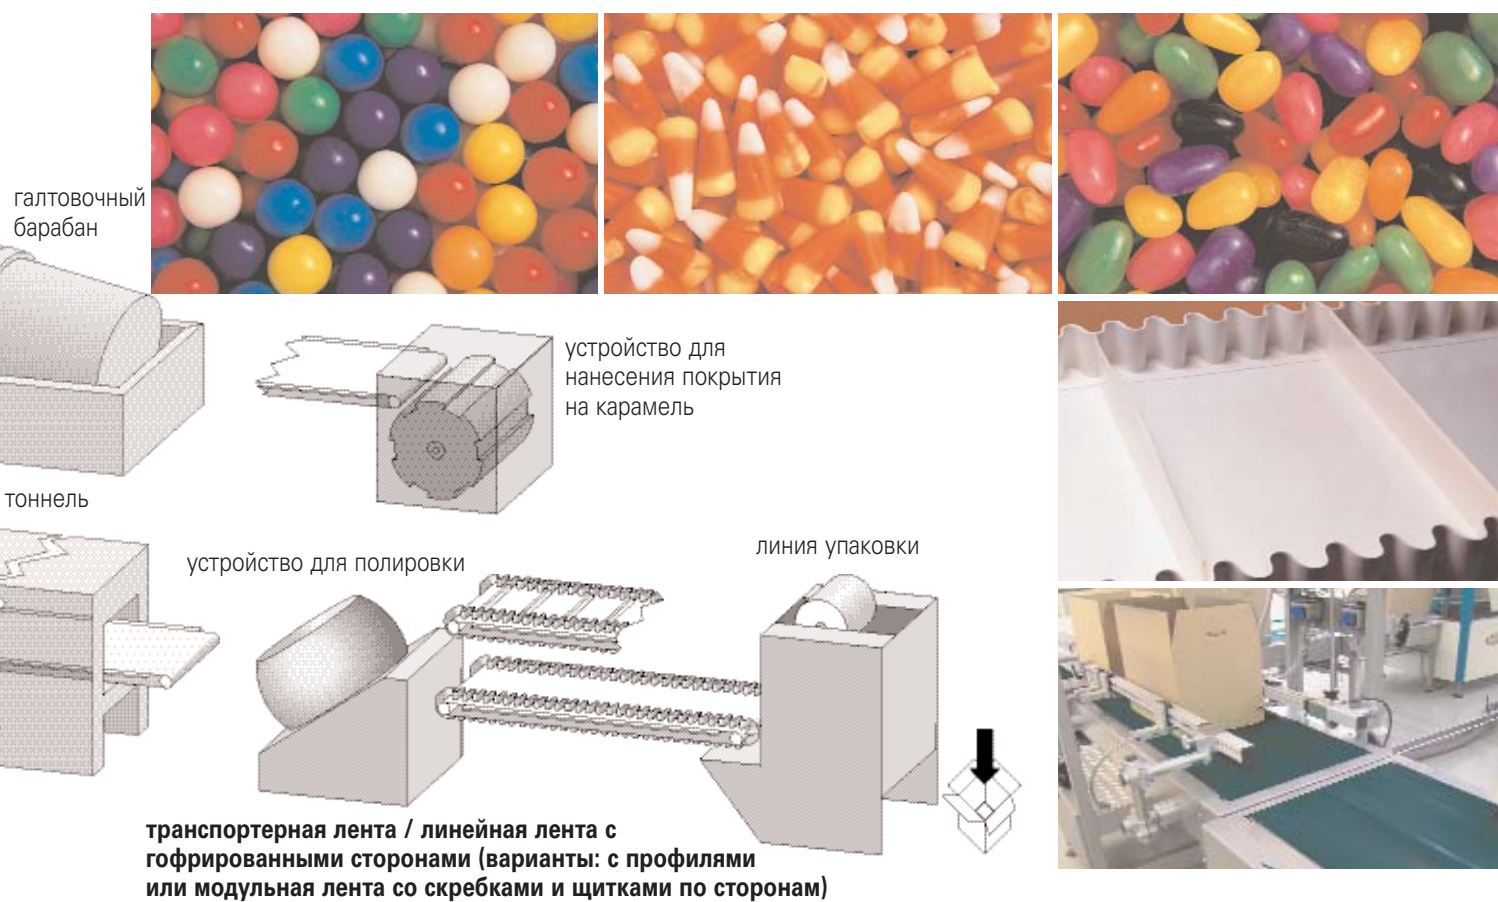 галтовочный
барабан
устройство для
нанесения покрытия
на карамель
тоннель
устройство для полировки
линия упаковки
транспортерная лента / линейная лента с
гофрированными сторонами (варианты: с профилями
или модульная лента со скребками и щитками по сторонам)